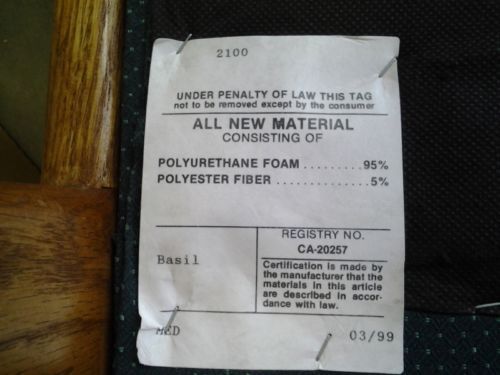 2100
UNDER PENALTY OF LAW THIS TAG
not to be removed except by the consumer
ALL NEW MATERIAL
CONSISTING OF
POLYURETHANE FOAM ......... 95%
POLYESTER FIBER .............. 5%
REGISTRY NO.
CA-20257
Basil
Certification is made by
the manufacturer that the
materials in this article
are described in accor-
dance with law.
MED 03/99